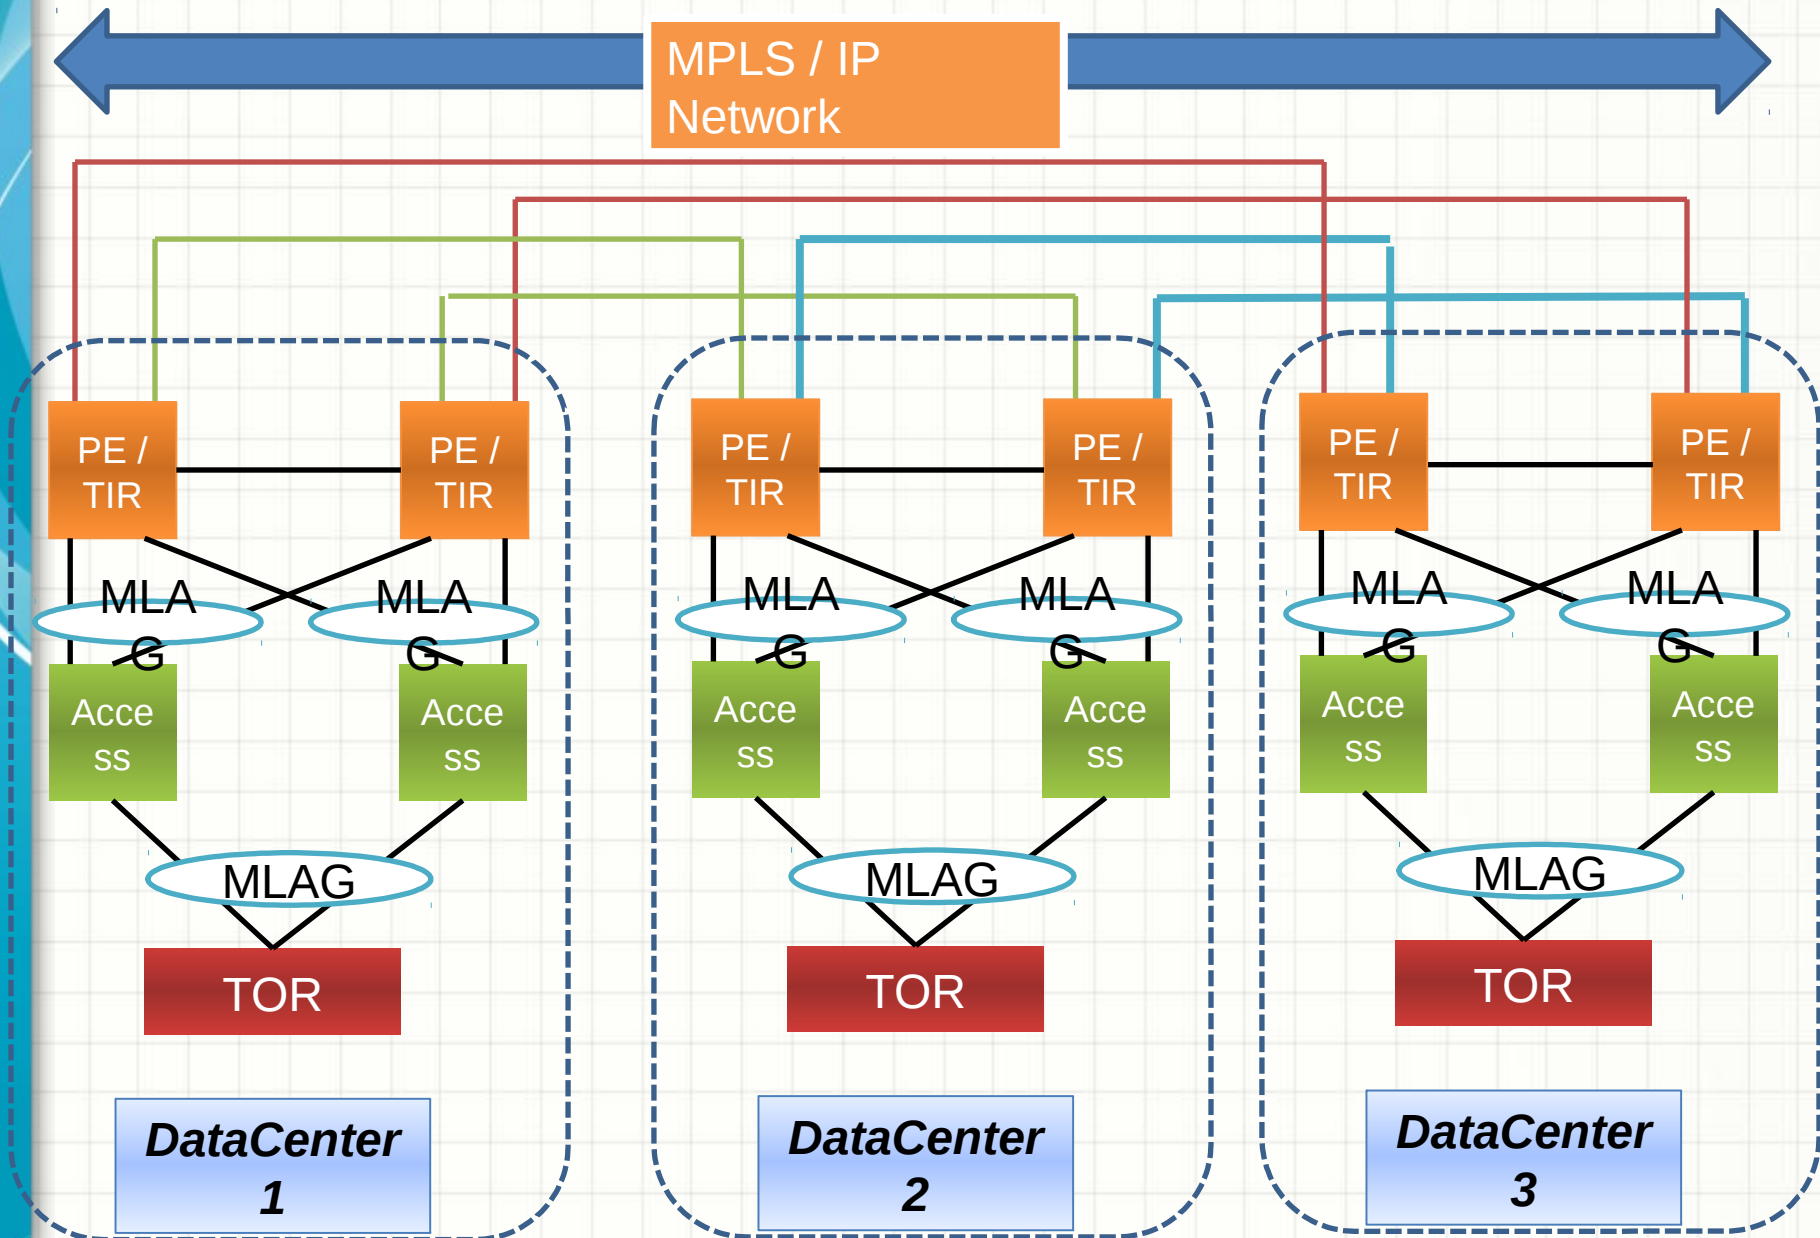 MPLS / IP
Network
PE /
TIR
PE /
TIR
PE /
TIR
PE /
TIR
PE /
TIR
PE /
TIR
MLA
G
MLA
G
MLA
G
MLA
G
MLA
G
MLA
G
Acce
ss
Acce
ss
Acce
ss
Acce
ss
Acce
ss
Acce
ss
MLAG
MLAG
MLAG
TOR
TOR
TOR
DataCenter
1
DataCenter
2
DataCenter
3